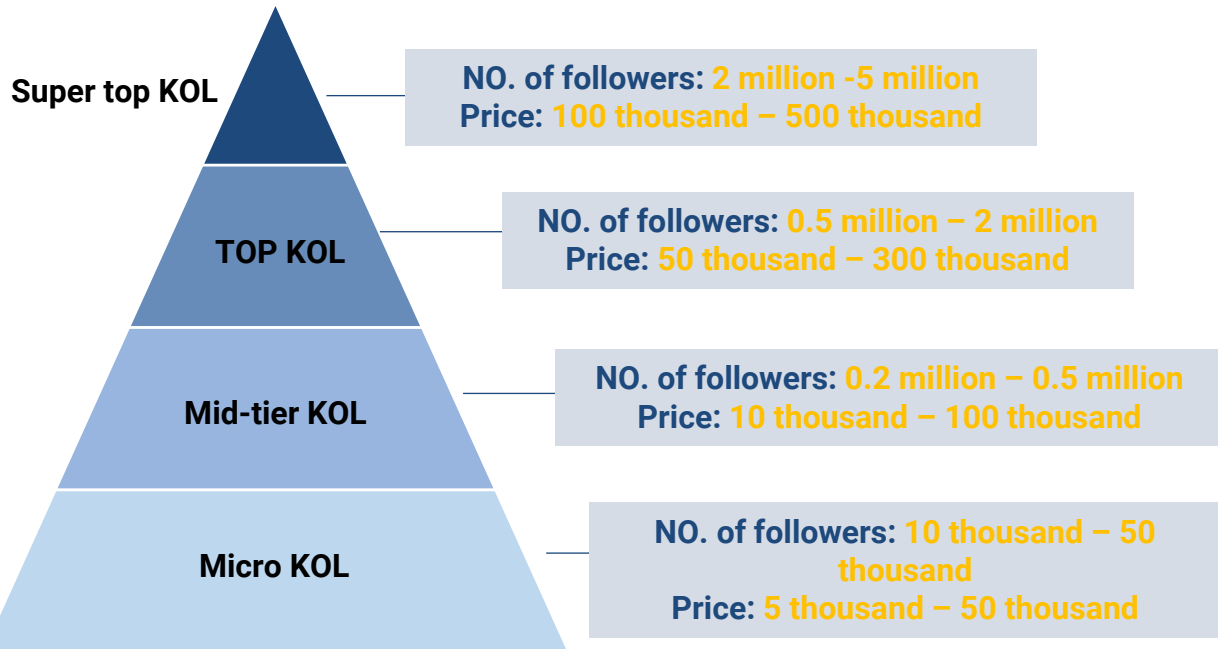 Super top KOL
NO. of followers: 2 million -5 million
Price: 100 thousand – 500 thousand
TOP KOL
NO. of followers: 0.5 million – 2 million
Price: 50 thousand – 300 thousand
Mid-tier KOL
NO. of followers: 0.2 million – 0.5 million
Price: 10 thousand – 100 thousand
Micro KOL
NO. of followers: 10 thousand – 50
thousand
Price: 5 thousand – 50 thousand